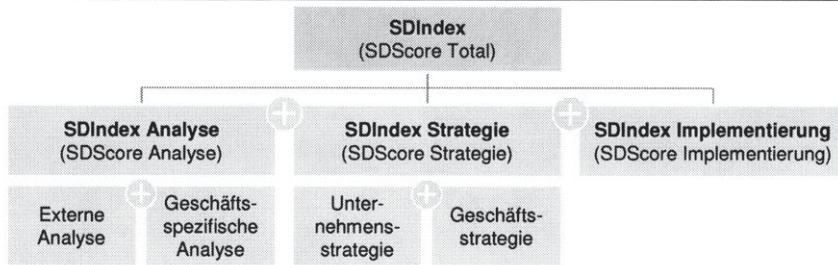 SDIndex
(SDScore Total)
SDIndex Analyse
(SDScore Analyse)
SDIndex Strategie
(SDScore Strategie)
SDIndex Implementierung
(SDScore Implementierung)
Externe
Analyse
Geschäfts-
spezifische
Analyse
Unter-
nehmens-
strategie
Geschäfts-
strategie